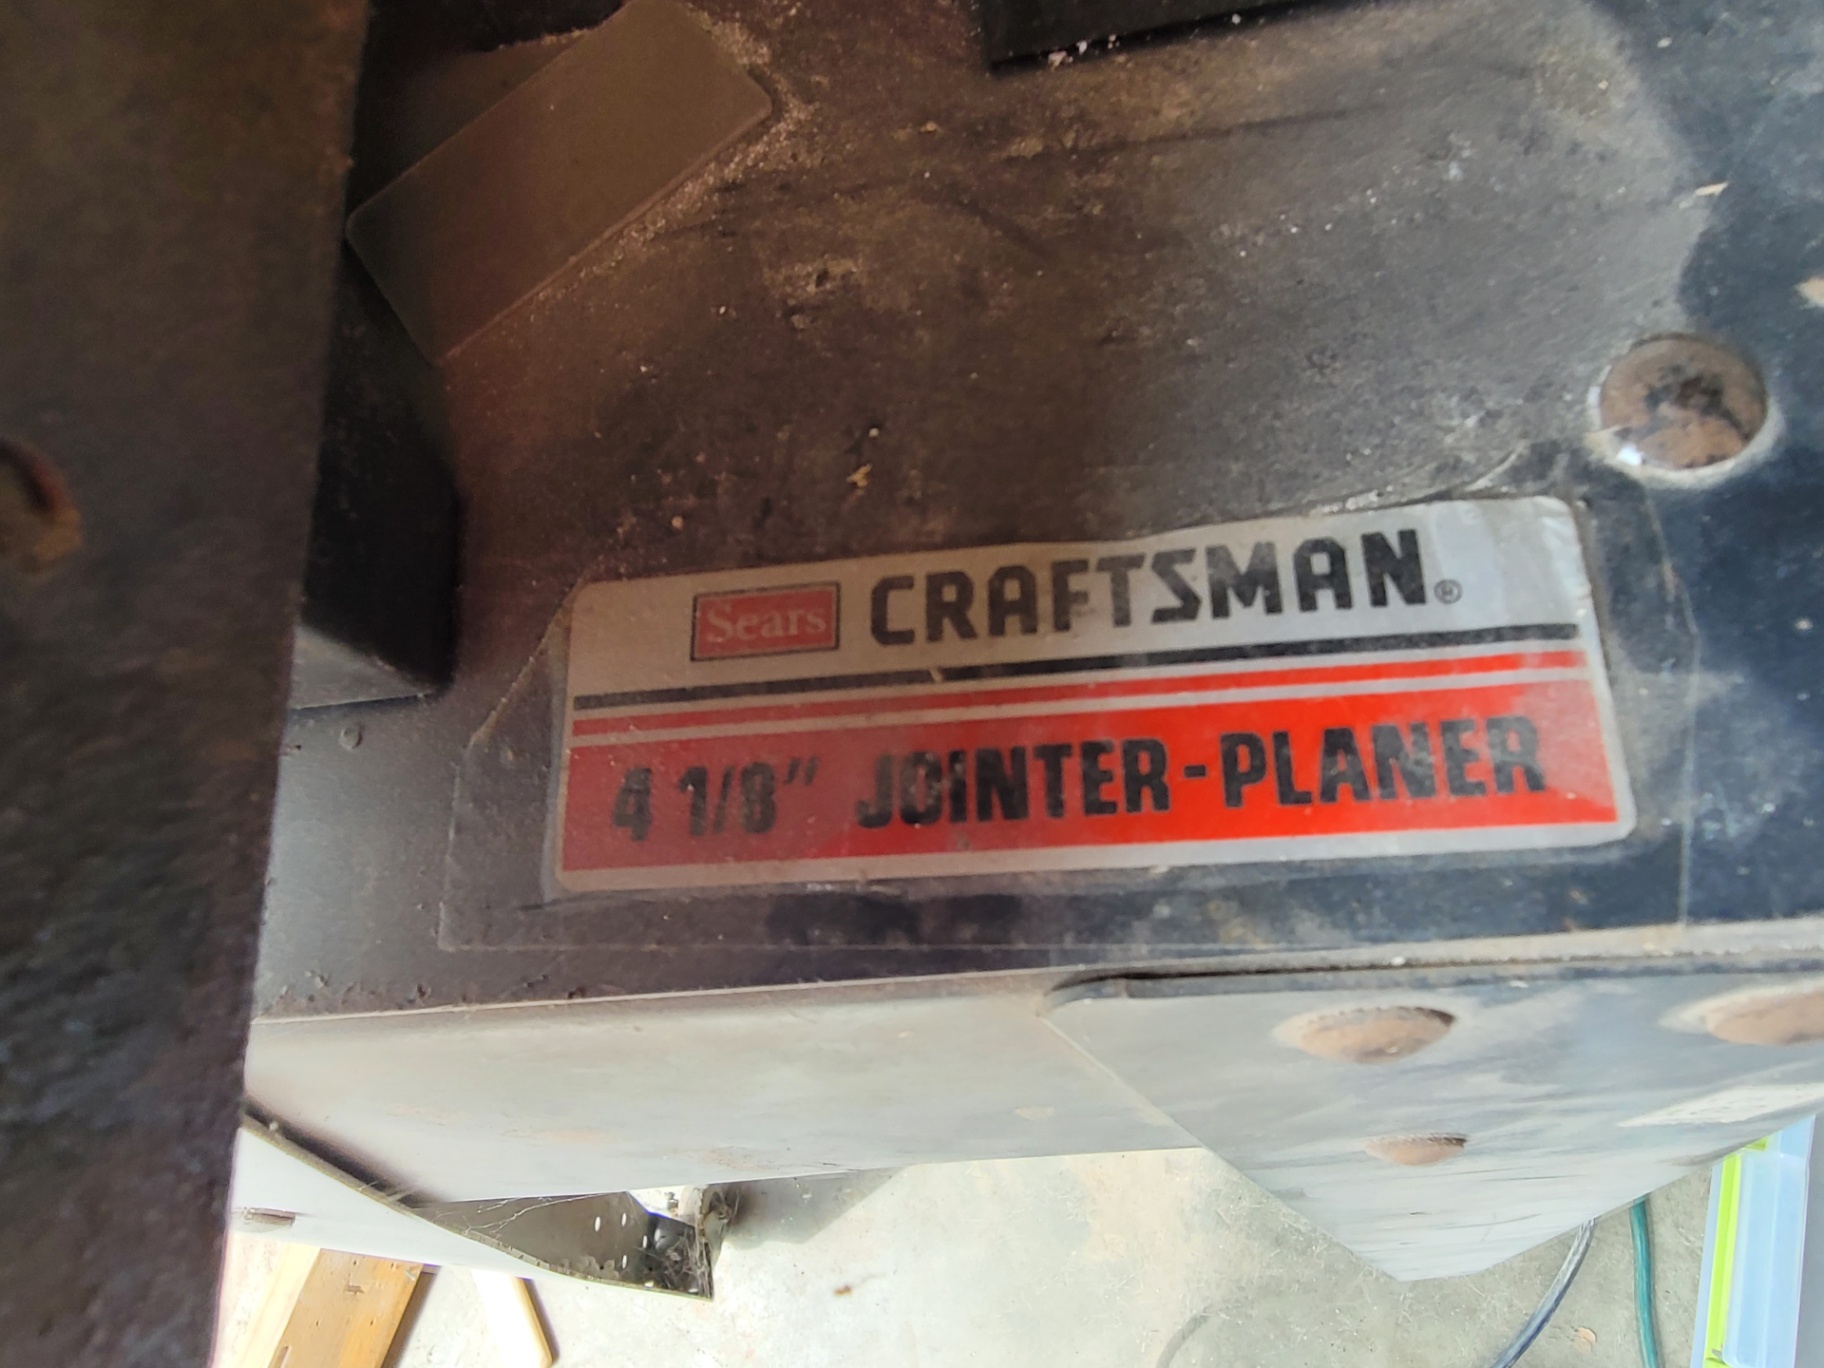 Sears CRAFTSMAN®
4 1/8" JOINTER-PLANER